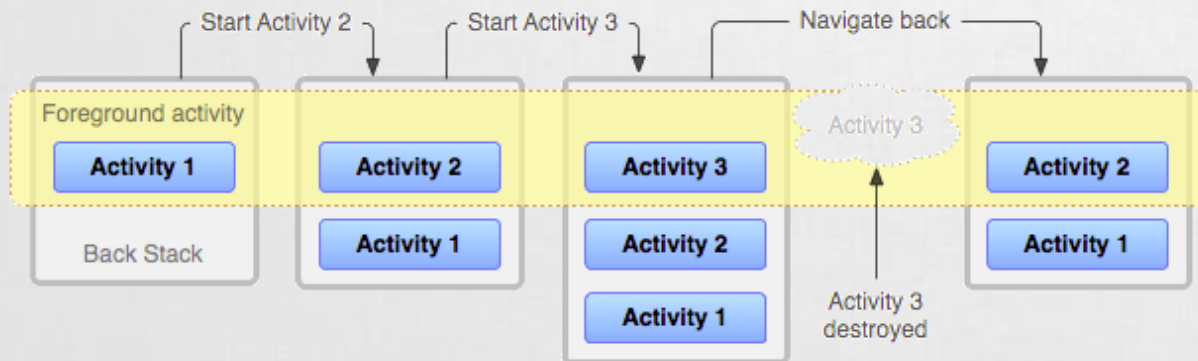 Start Activity 2
Start Activity 3
Navigate back
Foreground activity
Activity 1
Back Stack
Activity 2
Activity 1
Activity 3
Activity 2
Activity 1
Activity 3
Activity 3
destroyed
Activity 2
Activity 1